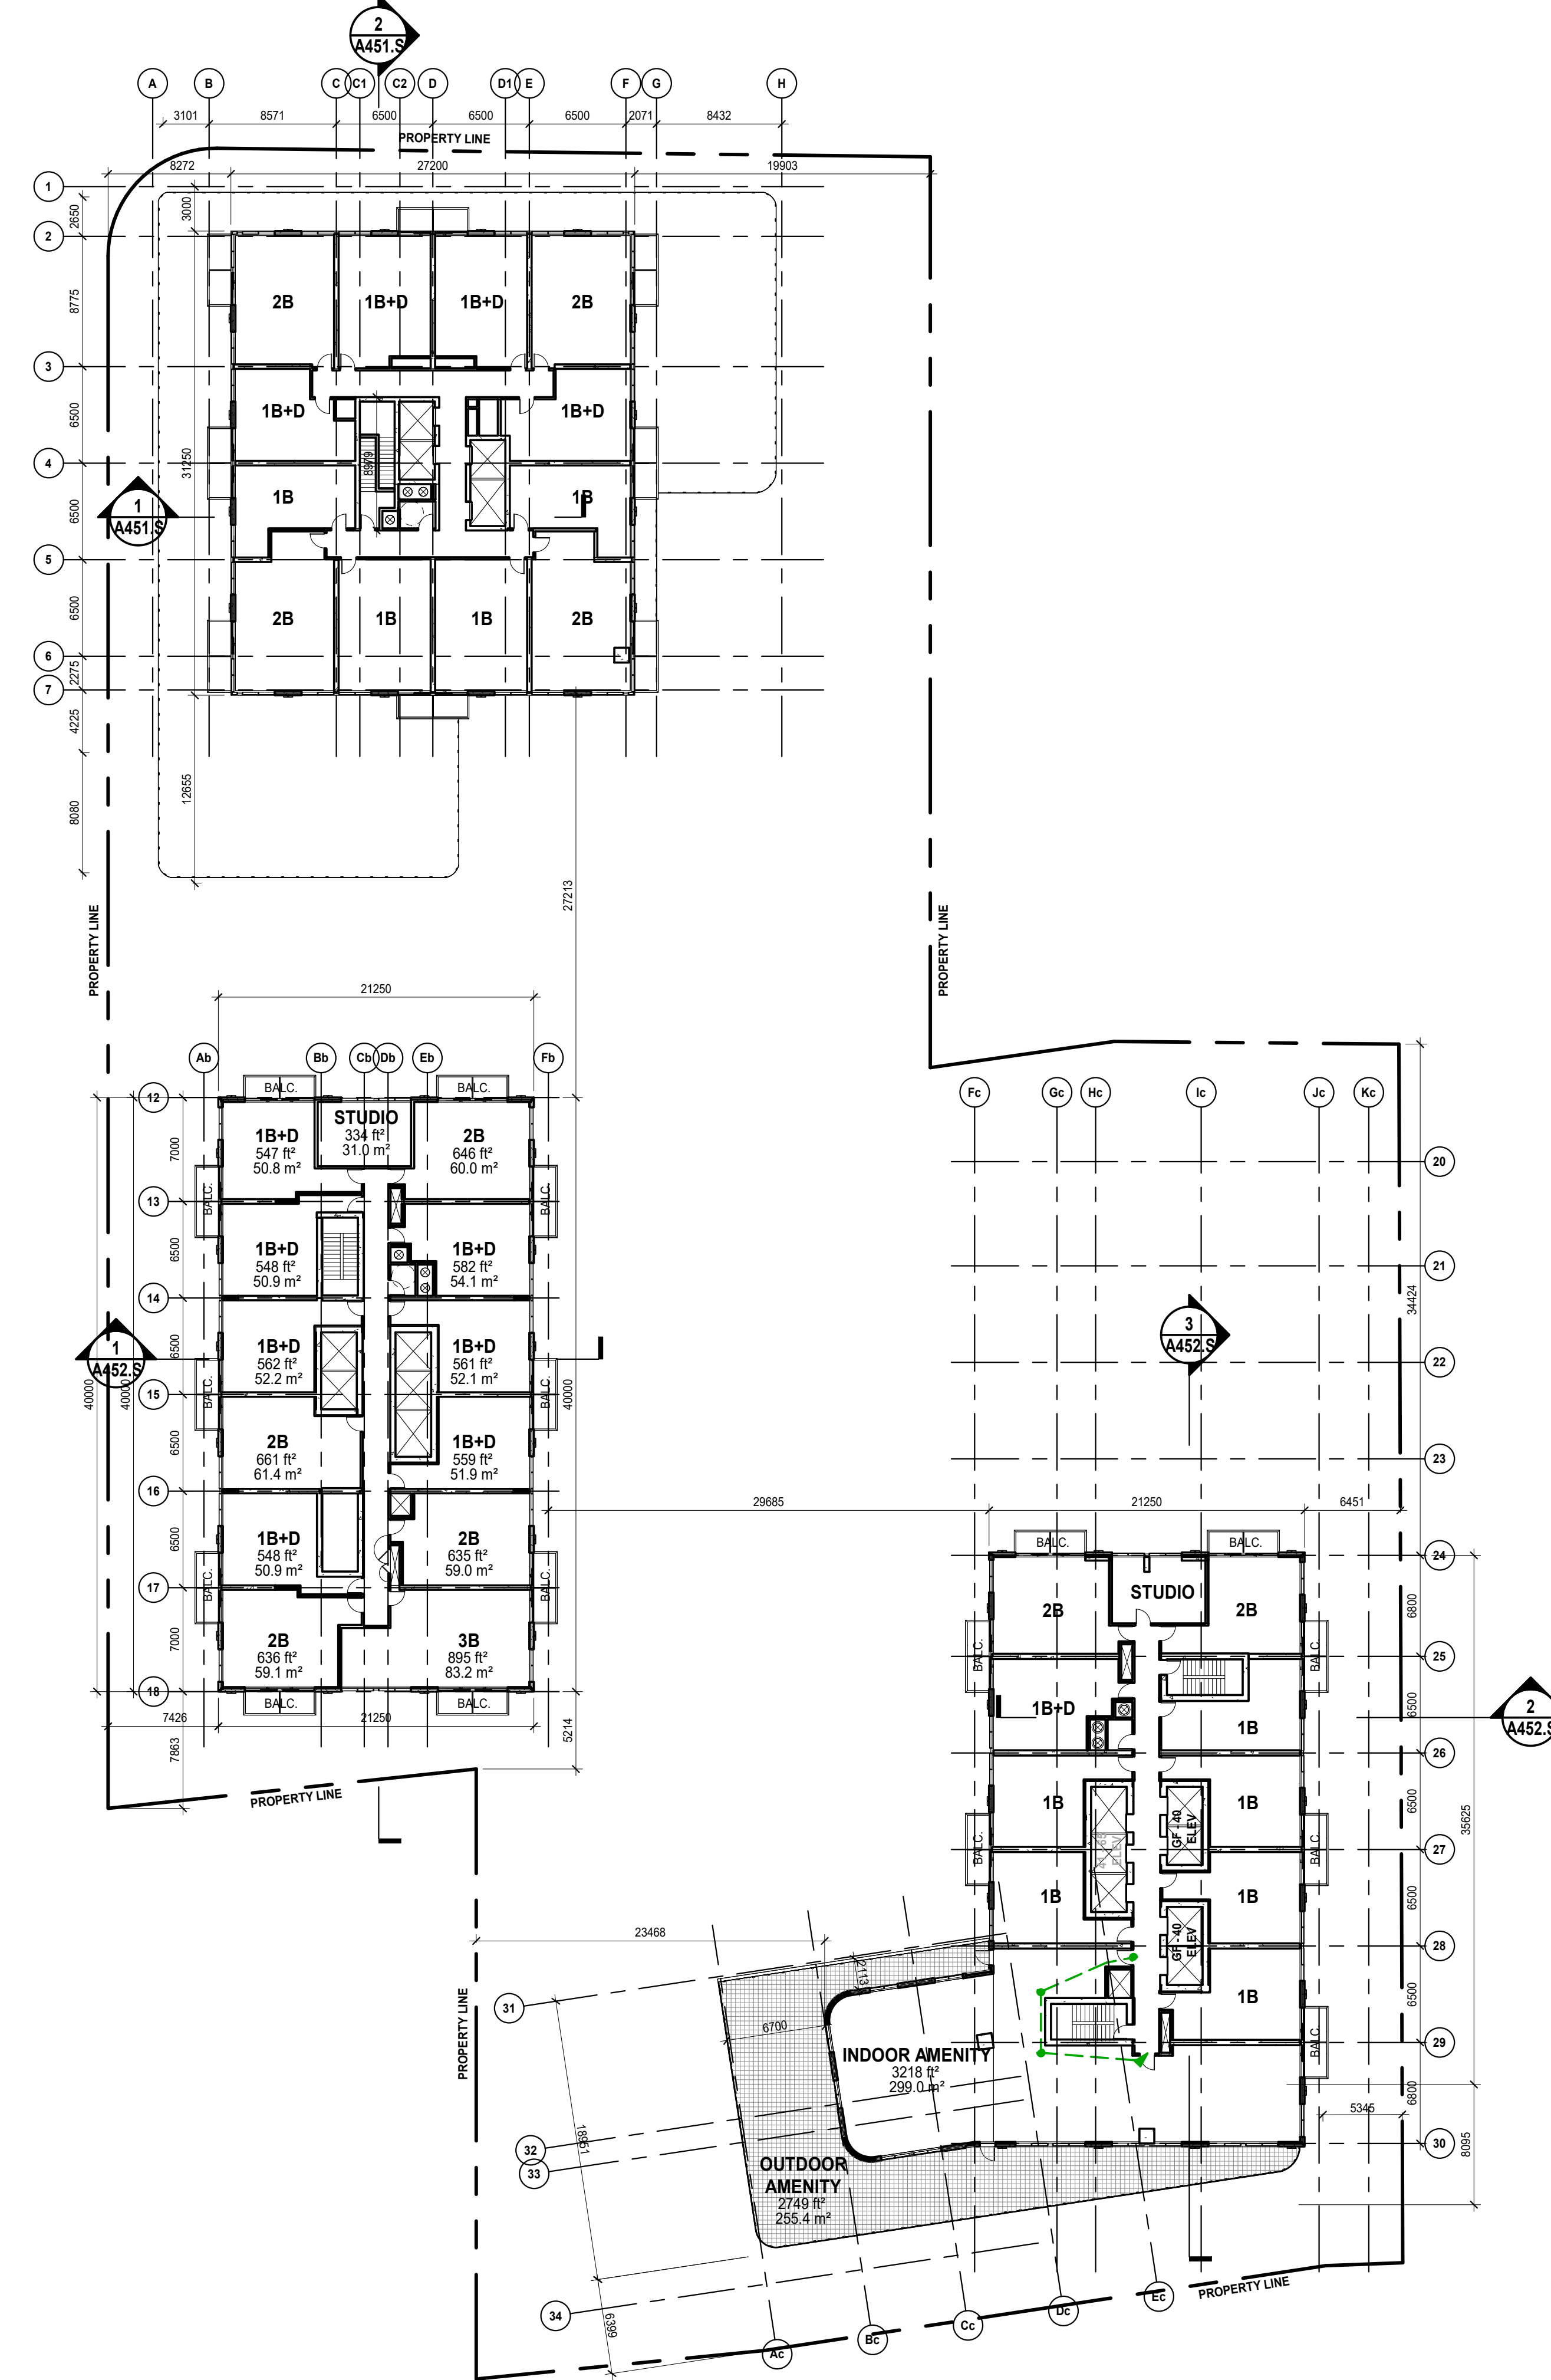 2
A451.S
A
B
C
C1
C2
D
D1
E
F
G
H
3101
8571
6500
6500
6500
2071
8432
PROPERTY LINE
8272
27200
19903
1
2650
3000
2
8775
2B
1B+D
1B+D
2B
3
6500
1B+D
1B+D
4
31250
8979
6500
1B
1B
1
A451.S
5
6500
2B
1B
1B
2B
6
2275
7
4225
12655
8080
27213
PROPERTY LINE
PROPERTY LINE
21250
Ab
Bb
Cb
Db
Eb
Fb
12
BALC.
BALC.
7000
1B+D
547 ft²
50.8 m²
STUDIO
334 ft²
31.0 m²
2B
646 ft²
60.0 m²
13
BALC.
BALC.
6500
1B+D
548 ft²
50.9 m²
1B+D
582 ft²
54.1 m²
14
1
A452.S
6500
1B+D
562 ft²
52.2 m²
1B+D
561 ft²
52.1 m²
40000
40000
15
BALC.
BALC.
40000
6500
2B
661 ft²
61.4 m²
1B+D
559 ft²
51.9 m²
16
6500
1B+D
548 ft²
50.9 m²
2B
635 ft²
59.0 m²
17
BALC.
BALC.
7000
2B
636 ft²
59.1 m²
3B
895 ft²
83.2 m²
18
BALC.
BALC.
7426
21250
5214
7863
PROPERTY LINE
Fc
Gc
Hc
Ic
Jc
Kc
20
21
34424
3
A452.S
22
23
29685
21250
6451
BALC.
BALC.
24
2B
STUDIO
2B
6800
BALC.
BALC.
25
1B+D
1B
6500
2
A452.S
26
1B
GF-40
ELEV
1B
6500
35625
BALC.
41-65
ELEV
BALC.
27
1B
1B
6500
GF-40
ELEV
28
23468
2113
31
6700
1B
6500
PROPERTY LINE
INDOOR AMENITY
3218 ft²
299.0 m²
BALC.
29
6800
5345
18951
32
33
30
8095
OUTDOOR
AMENITY
2749 ft²
255.4 m²
34
6399
Ac
Bc
Cc
Dc
Ec
PROPERTY LINE